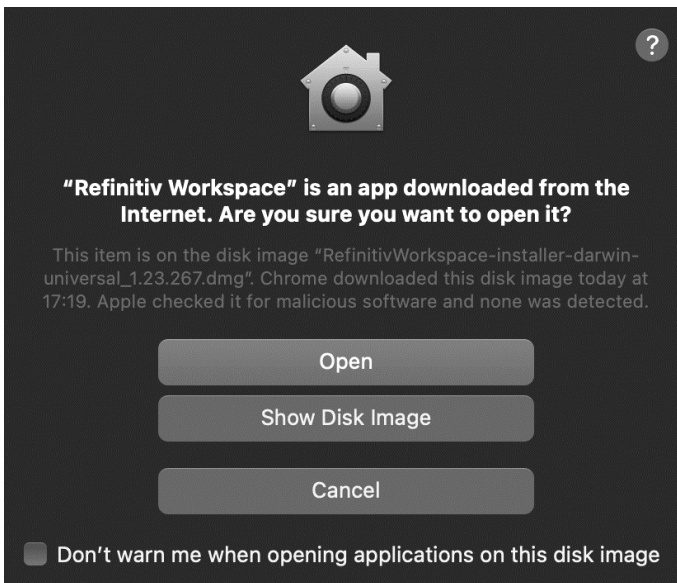 ?
“Refinitiv Workspace” is an app downloaded from the
Internet. Are you sure you want to open it?
This item is on the disk image “RefinitivWorkspace-installer-darwin-
universal_1.23.267.dmg”. Chrome downloaded this disk image today at
17:19. Apple checked it for malicious software and none was detected.
Open
Show Disk Image
Cancel
Don’t warn me when opening applications on this disk image